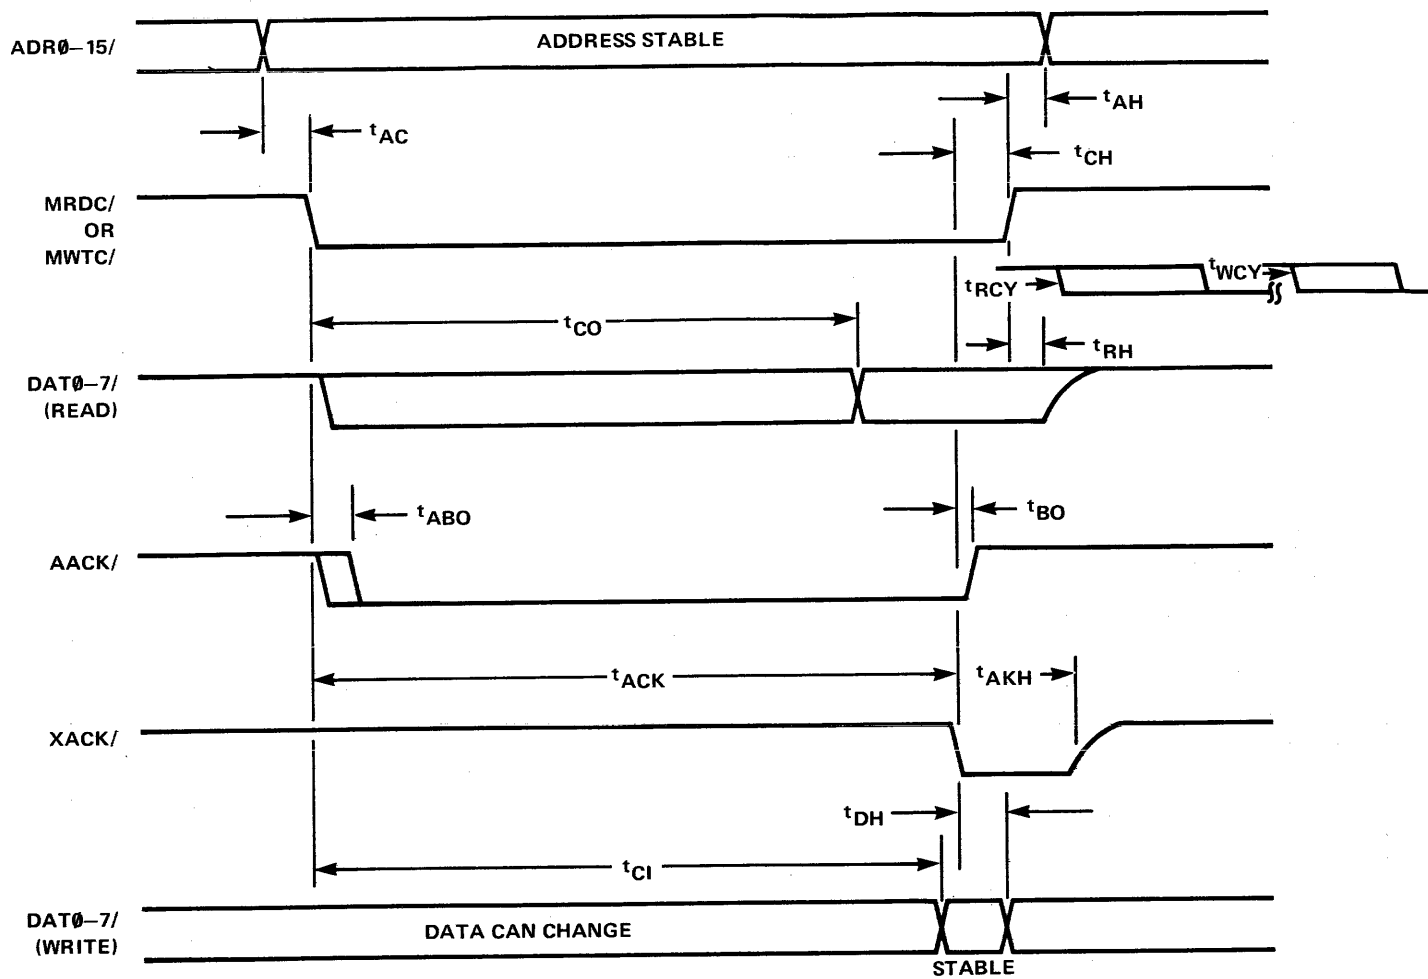 ADR0–15/
ADDRESS STABLE
tAH
tAC
tCH
MRDC/
OR
MWTC/
tWCY
tRCY
tCO
tRH
DAT0–7/
(READ)
tABO
tBO
AACK/
tACK
tAKH
XACK/
tDH
tCI
DAT0–7/
(WRITE)
DATA CAN CHANGE
STABLE